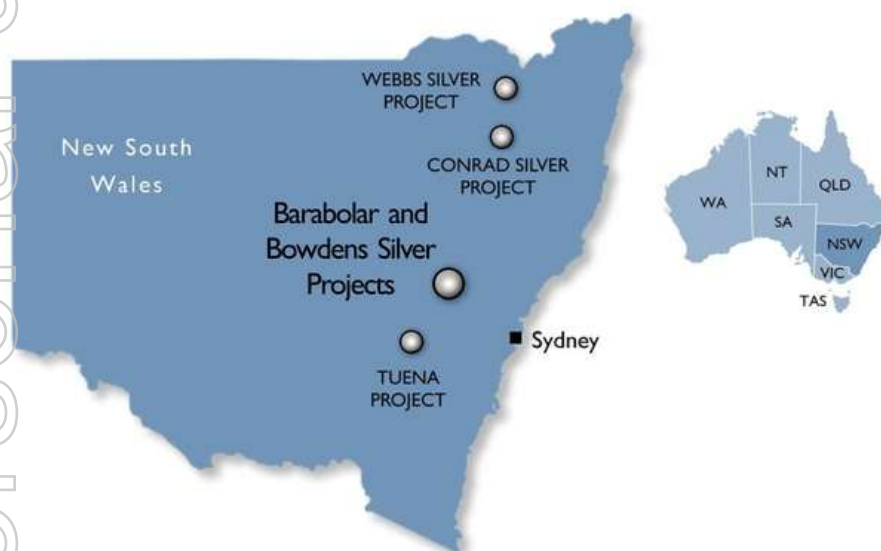 WEBBS SILVER
PROJECT
New South
Wales
CONRAD SILVER
PROJECT
Barabolar and
Bowdens Silver
Projects
Sydney
TUENA
PROJECT
WA
NT
QLD
SA
NSW
VIC
TAS